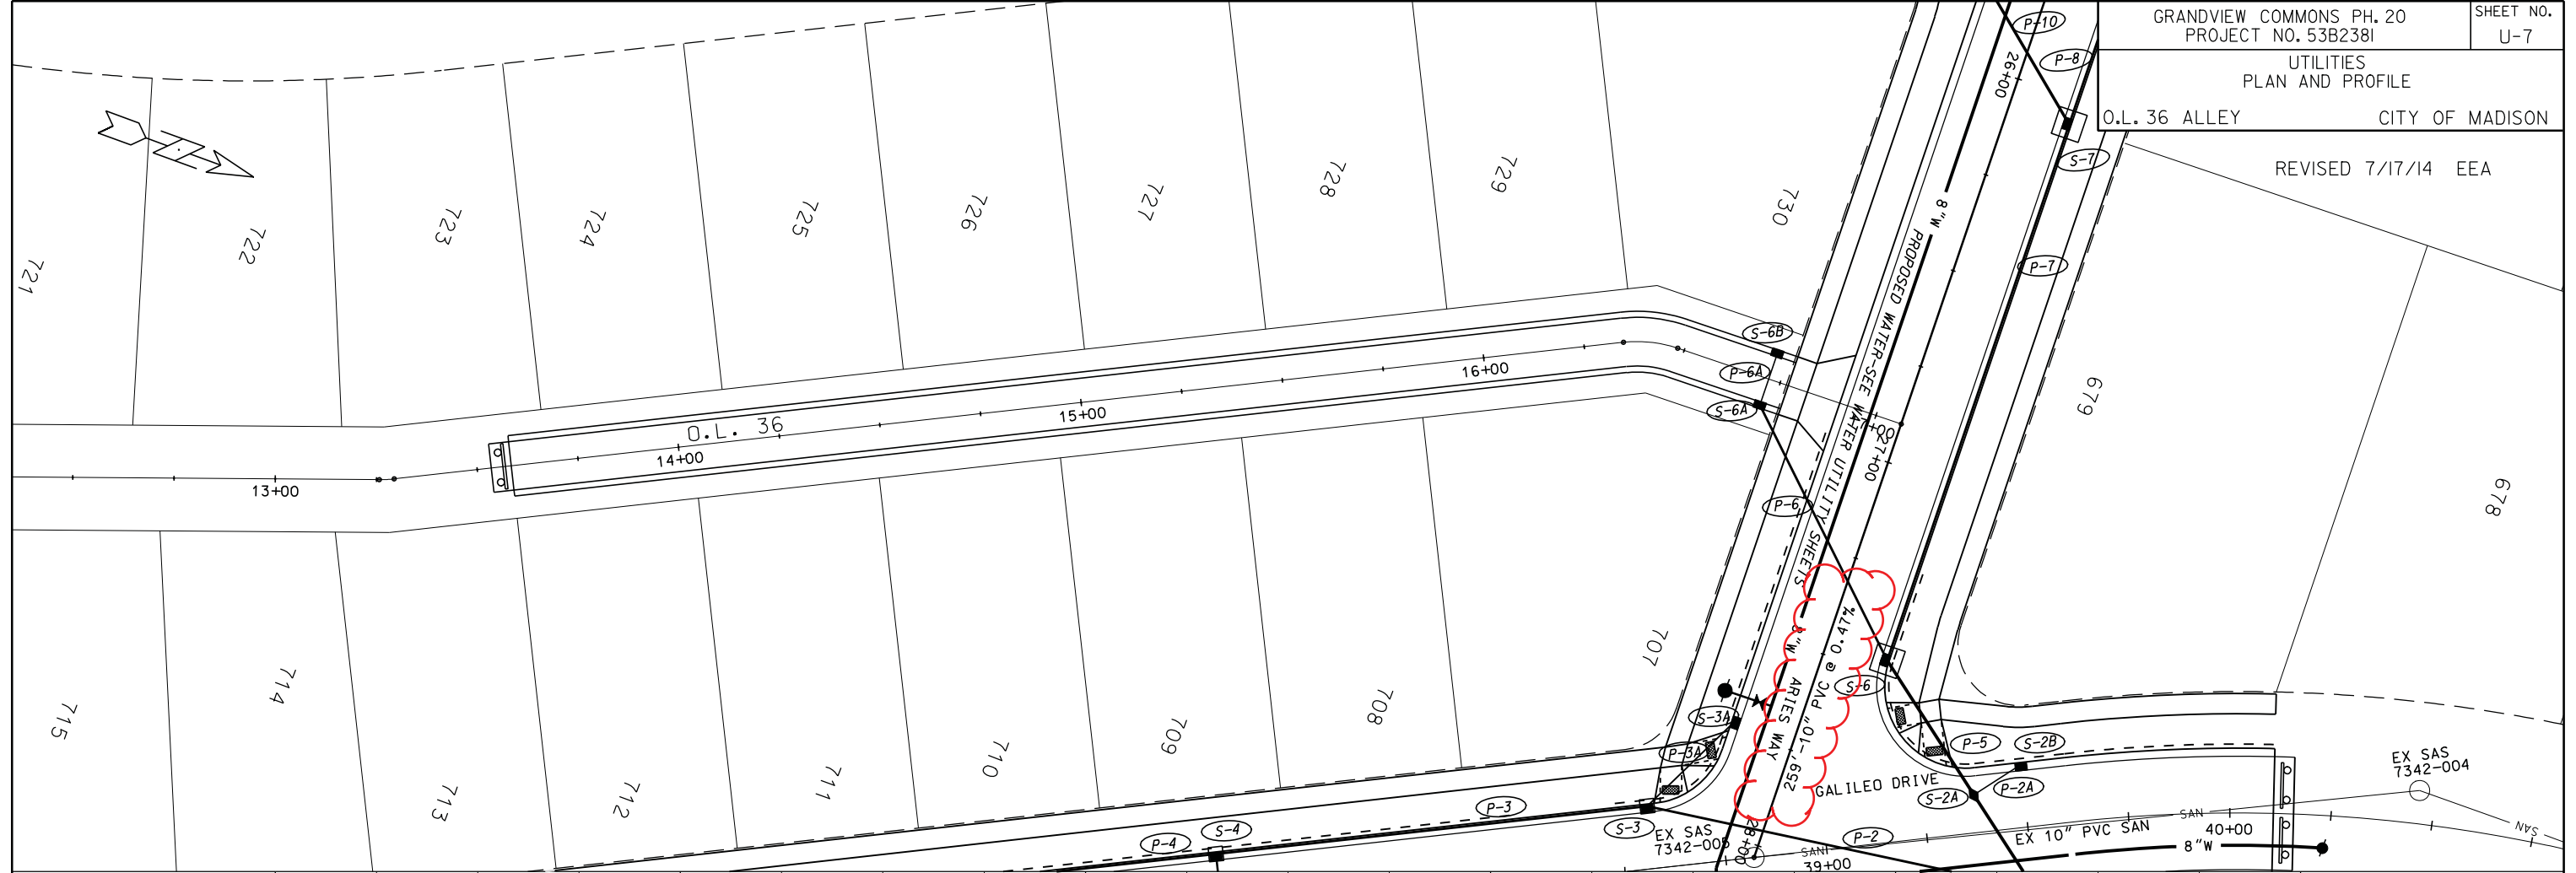 GRANDVIEW COMMONS PH. 20
PROJECT NO. 53B2381
SHEET NO.
U-7
UTILITIES
PLAN AND PROFILE
O.L. 36 ALLEY
CITY OF MADISON
REVISED 7/17/14 EEA
P-10
P-8
26+00
S-7
8"W
P-7
721
722
723
724
725
726
727
728
729
730
679
678
PROPOSED WATER-SEE WATER UTILITY SHEETS
S-6B
P-6A
S-6A
16+00
15+00
O.L. 36
14+00
13+00
27+00
P-6
715
714
713
712
711
710
709
708
707
8"W
ARIES WAY
259'-10" PVC @ 0.47%
S-6
S-3A
P-3A
P-5
S-2B
GALILEO DRIVE
S-2A
P-2A
EX SAS
7342-004
P-3
S-4
P-4
S-3
EX SAS
7342-005
28+00
P-2
SAN
39+00
EX 10" PVC SAN
SAN
40+00
8"W
SAN